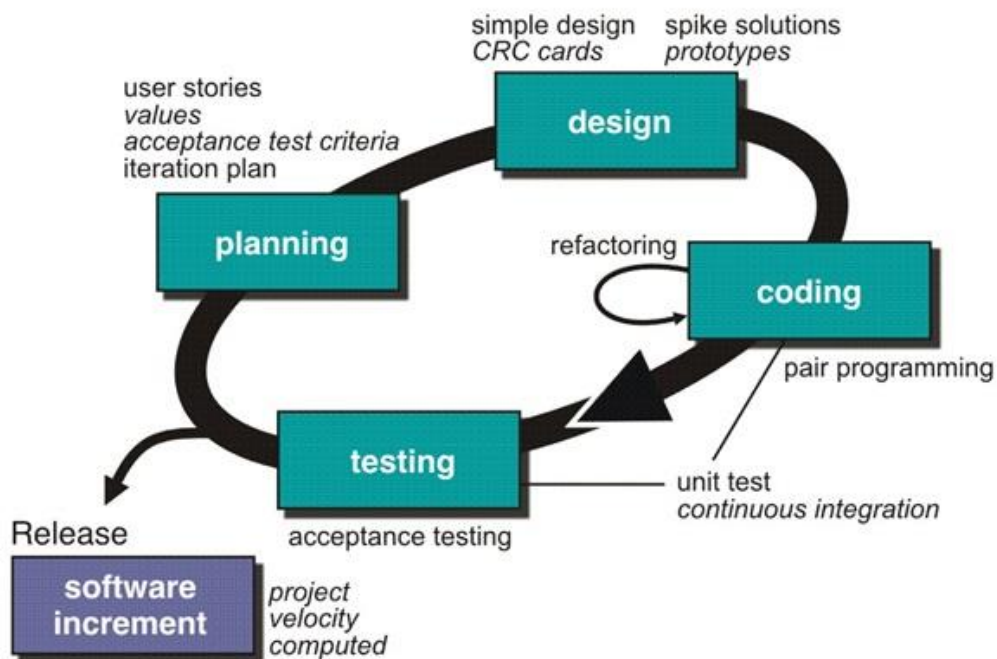 simple design
CRC cards
spike solutions
prototypes
user stories
values
acceptance test criteria
iteration plan
design
planning
refactoring
coding
pair programming
testing
unit test
continuous integration
acceptance testing
Release
software
increment
project
velocity
computed